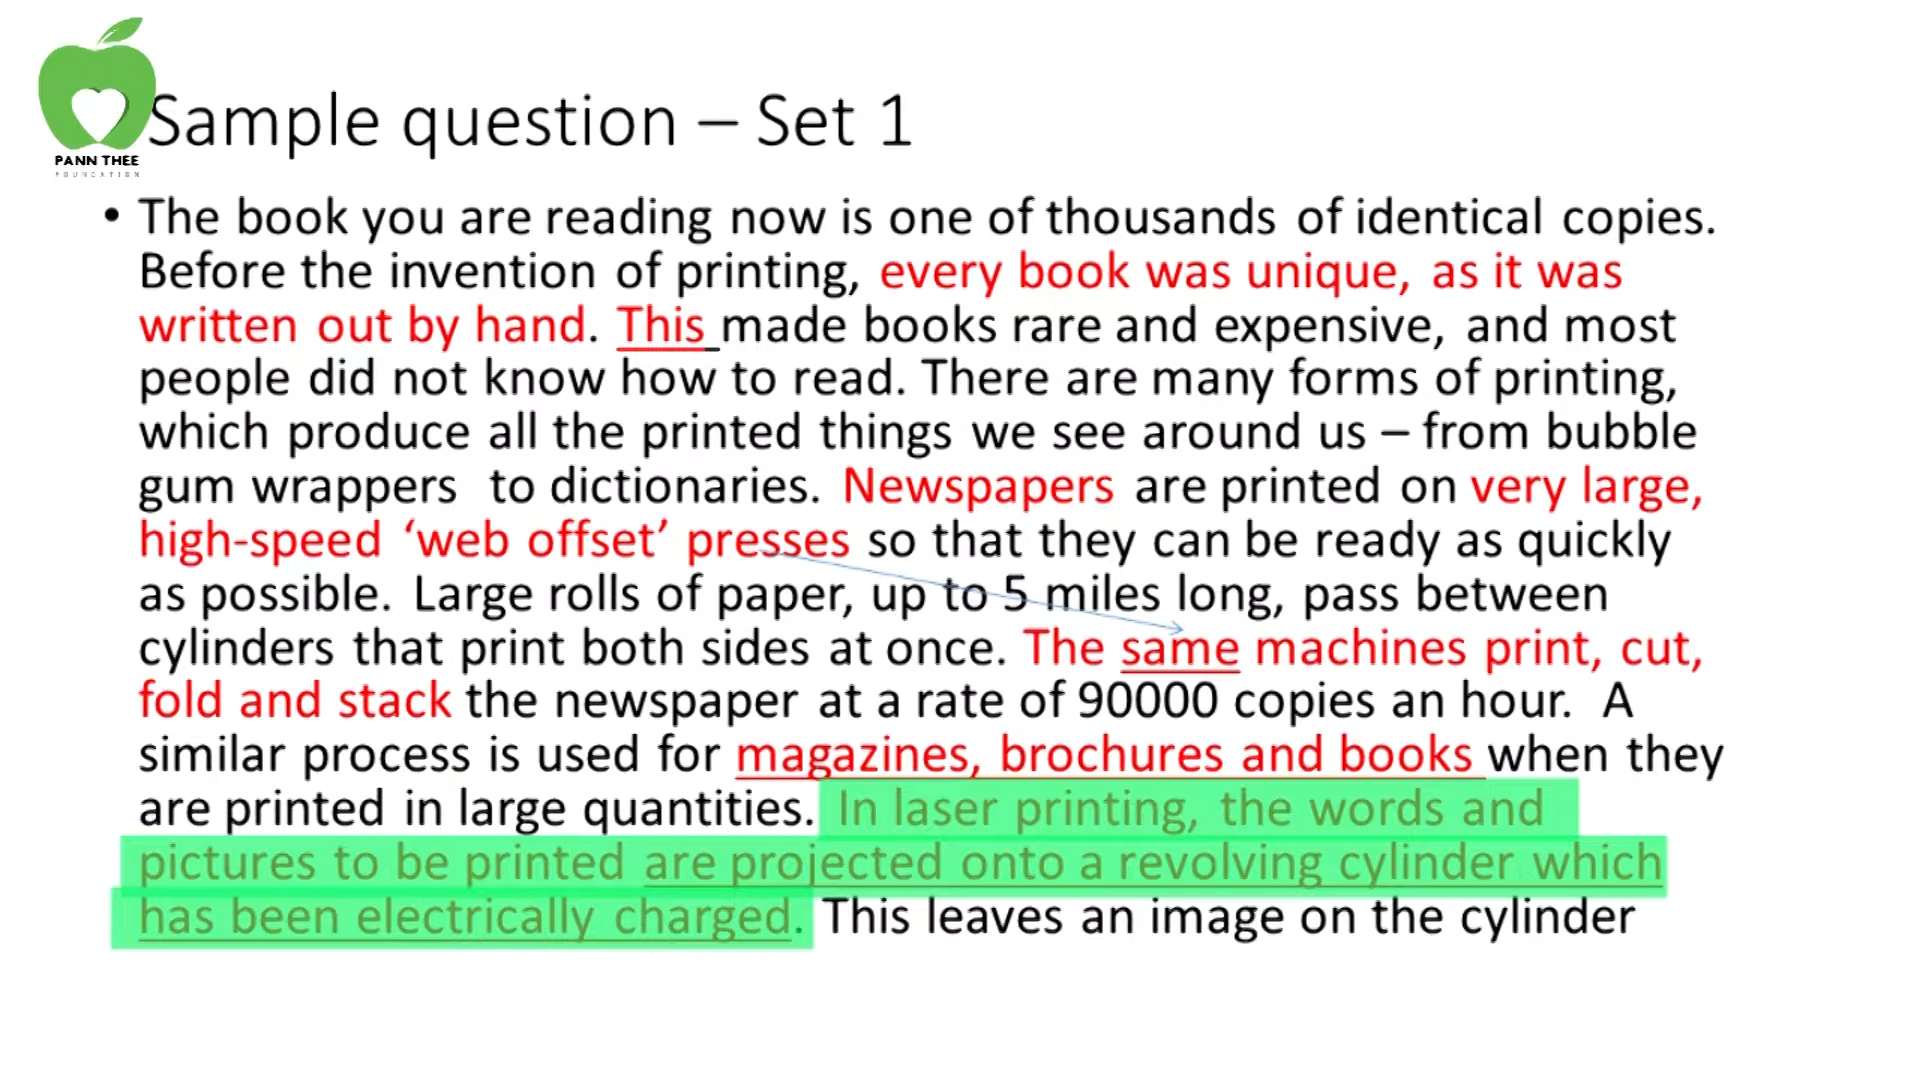 PANN THEE
FOUNCATION
Sample question – Set 1
• The book you are reading now is one of thousands of identical copies.
Before the invention of printing, every book was unique, as it was
written out by hand. This made books rare and expensive, and most
people did not know how to read. There are many forms of printing,
which produce all the printed things we see around us – from bubble
gum wrappers to dictionaries. Newspapers are printed on very large,
high-speed ‘web offset’ presses so that they can be ready as quickly
as possible. Large rolls of paper, up to 5 miles long, pass between
cylinders that print both sides at once. The same machines print, cut,
fold and stack the newspaper at a rate of 90000 copies an hour. A
similar process is used for magazines, brochures and books when they
are printed in large quantities. In laser printing, the words and
pictures to be printed are projected onto a revolving cylinder which
has been electrically charged. This leaves an image on the cylinder